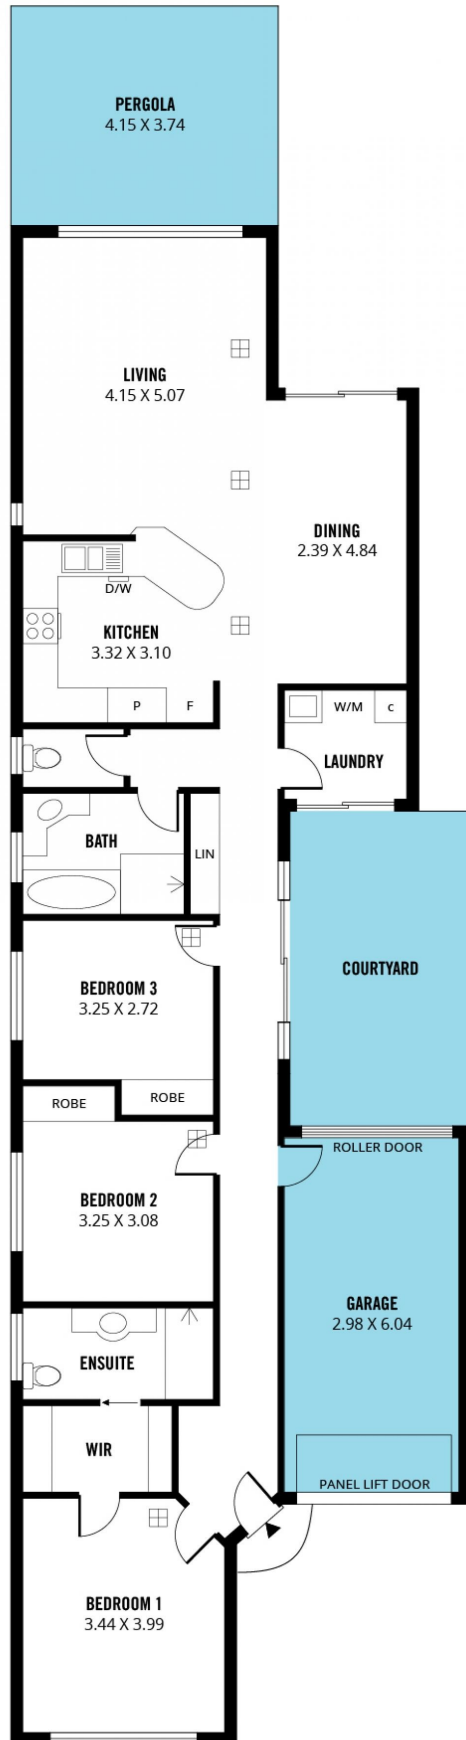 PERGOLA
4.15 X 3.74
LIVING
4.15 X 5.07
DINING
2.39 X 4.84
D/W
KITCHEN
3.32 X 3.10
P
F
W/M
c
LAUNDRY
BATH
LIN
COURTYARD
BEDROOM 3
3.25 X 2.72
ROBE
ROBE
ROLLER DOOR
BEDROOM 2
3.25 X 3.08
GARAGE
2.98 X 6.04
ENSUITE
WIR
PANEL LIFT DOOR
BEDROOM 1
3.44 X 3.99